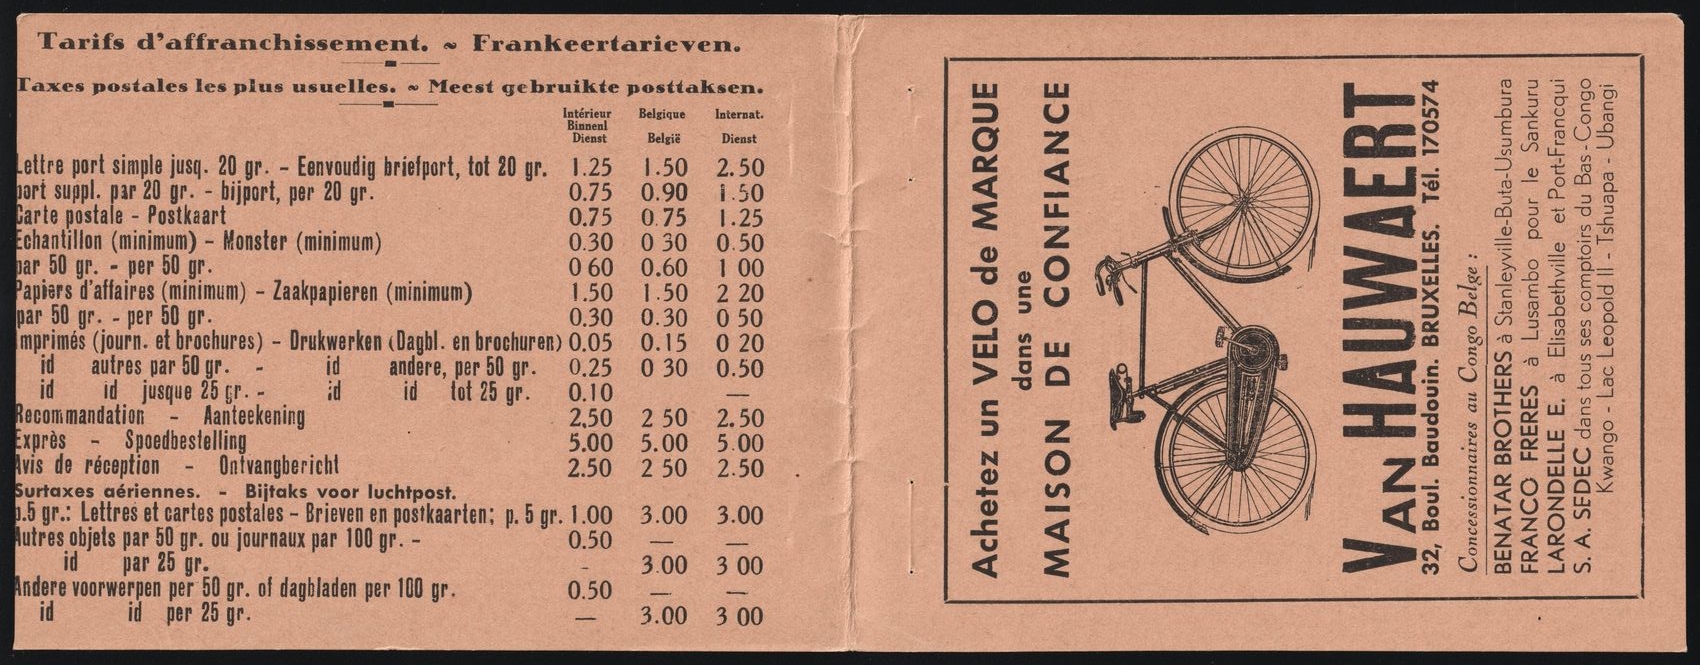 Tarifs d'affranchissement. ~ Frankeertarieven.
Taxes postales les plus usuelles. ~ Meest gebruikte posttaksen.
Intérieur Binnenl Dienst Belgique België Internat. Dienst
Lettre port simple jusq. 20 gr. - Eenvoudig briefport, tot 20 gr. 1.25 1.50 2.50
port suppl. par 20 gr. - bijport, per 20 gr. 0.75 0.90 1.50
Carte postale - Postkaart 0.75 0.75 1.25
Echantillon (minimum) - Monster (minimum) 0.30 0 30 0.50
par 50 gr. - per 50 gr. 0 60 0.60 1 00
Papiers d'affaires (minimum) - Zaakpapieren (minimum) 1.50 1.50 2 20
par 50 gr. - per 50 gr. 0.30 0.30 0 50
Imprimés (journ. et brochures) - Drukwerken (Dagbl. en brochuren) 0.05 0.15 0 20
id autres par 50 gr. - id andere, per 50 gr. 0.25 0 30 0.50
id id jusque 25 gr. - id id tot 25 gr. 0.10 —
Recommandation - Aanteekening 2,50 2 50 2.50
Exprès - Spoedbestelling 5.00 5.00 5 00
Avis de réception - Ontvangbericht 2.50 2 50 2.50
Surtaxes aériennes. - Bijtaks voor luchtpost.
p.5 gr.: Lettres et cartes postales - Brieven en postkaarten; p. 5 gr. 1.00 3.00 3.00
Autres objets par 50 gr. ou journaux par 100 gr. - 0.50 — —
id par 25 gr. - 3.00 3 00
Andere voorwerpen per 50 gr. of dagbladen per 100 gr. 0.50 — —
id id per 25 gr. — 3.00 3 00
Achetez un VELO de MARQUE
dans une
MAISON DE CONFIANCE
VAN HAUWAERT
32, Boul. Baudouin. BRUXELLES. Tél. 170574
Concessionnaires au Congo Belge :
BENATAR BROTHERS à Stanleyville-Buta-Usumbura
FRANCO FRERES à Lusambo pour le Sankuru
LARONDELLE E. à Elisabethville et Port-Francqui
S. A. SEDEC dans tous ses comptoirs du Bas-Congo
Kwango - Lac Leopold II - Tshuapa - Ubangi